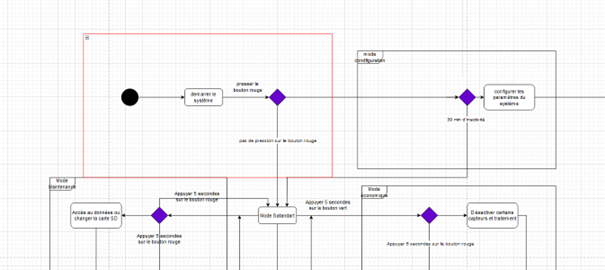 mode
configuration
demarrer le
système
presser le
bouton rouge
configurer les
paramètres du
système
30 min d'inactivité
pas de pression sur le bouton rouge
Mode
Maintenance
Mode
économique
Appuyer 5 secondes
sur le bouton rouge
Accée au données ou
changer la carte SD
Mode Satandart
Appuyer 5 secondes
sur le bouton vert
Désactiver certains
capteurs et traitement
Appuyer 5 secondes
sur le bouton rouge
Appuyer 5 secondes sur le bouton rouge